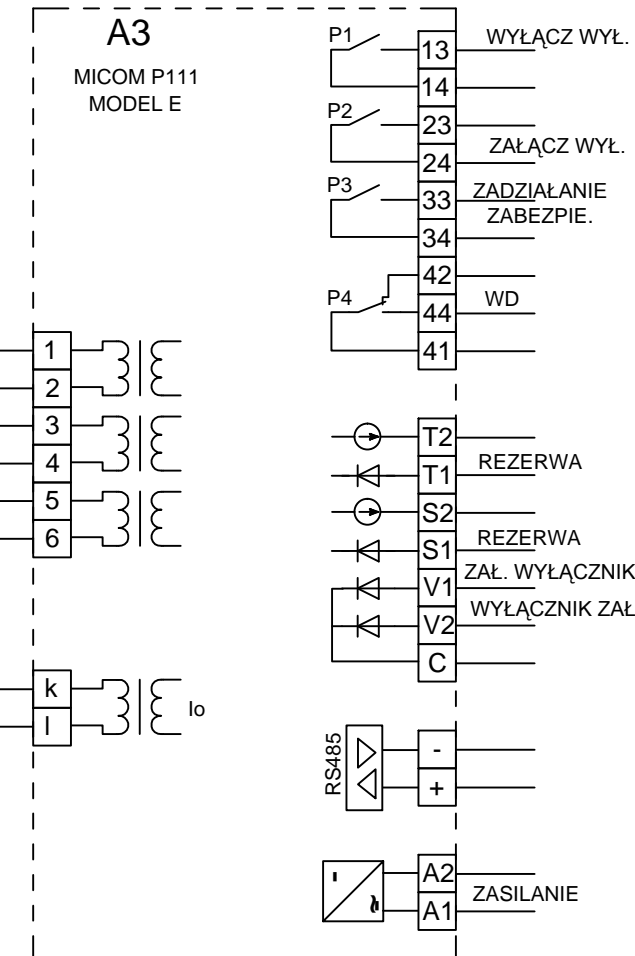 A3
MICOM P111
MODEL E
P1
13
WYŁĄCZ WYŁ.
14
P2
23
24
ZAŁĄCZ WYŁ.
P3
33
ZADZIAŁANIE
ZABEZPIE.
34
42
P4
44
WD
41
1
2
3
4
5
6
T2
T1
REZERWA
S2
S1
REZERWA
V1
ZAŁ. WYŁĄCZNIK
V2
WYŁĄCZNIK ZAŁ
C
k
l
Io
RS485
-
+
A2
A1
ZASILANIE